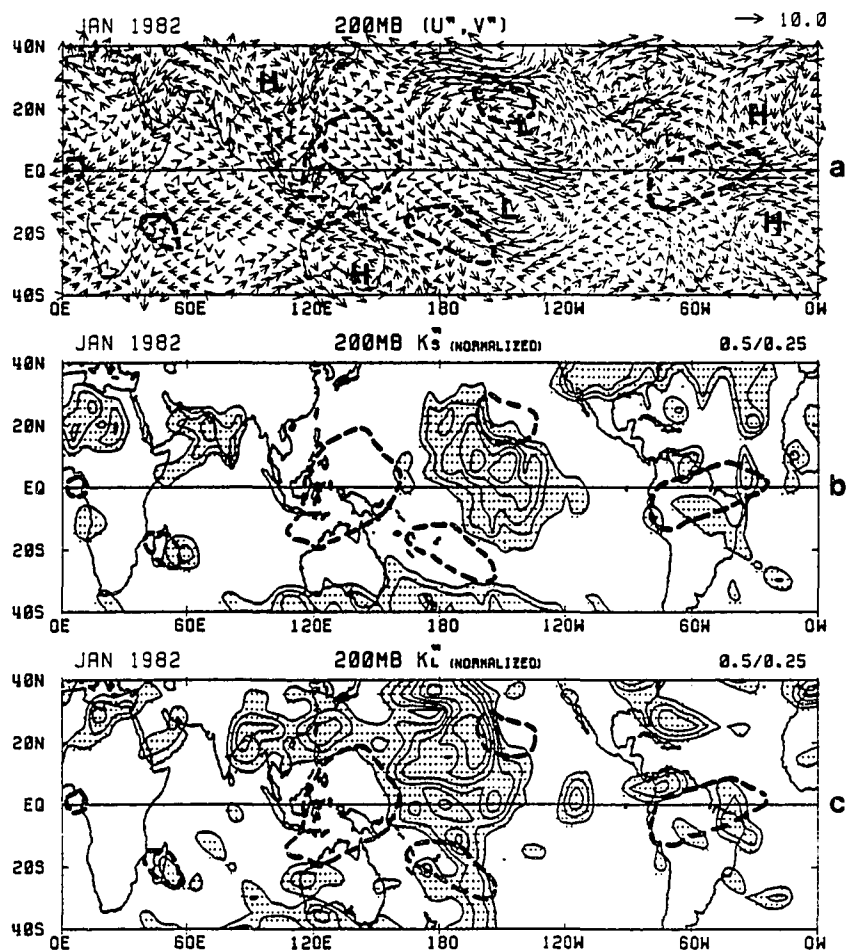 JAN 1982 200MB (U",V") → 10.0
40N
20N
EQ
20S
40S
H
H
L
L
H
H
a
0E 60E 120E 180 120W 60W 0W
JAN 1982 200MB Ks" (NORMALIZED) 0.5/0.25
40N
20N
EQ
20S
40S
b
0E 60E 120E 180 120W 60W 0W
JAN 1982 200MB KL" (NORMALIZED) 0.5/0.25
40N
20N
EQ
20S
40S
c
0E 60E 120E 180 120W 60W 0W